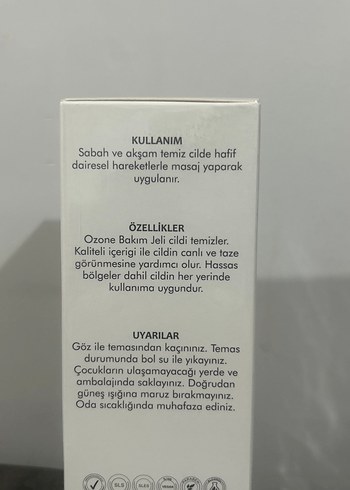 KULLANIM
Sabah ve akşam temiz cilde hafif
dairesel hareketlerle masaj yaparak
uygulanır.
ÖZELLİKLER
Ozone Bakım Jeli cildi temizler.
Kaliteli içeriği ile cildin canlı ve taze
görünmesine yardımcı olur. Hassas
bölgeler dahil cildin her yerinde
kullanıma uygundur.
UYARILAR
Göz ile temasından kaçınınız. Temas
durumunda bol su ile yıkayınız.
Çocukların ulaşamayacağı yerde ve
ambalajında saklayınız. Doğrudan
güneş ışığına maruz bırakmayınız.
Oda sıcaklığında muhafaza ediniz.
SLS